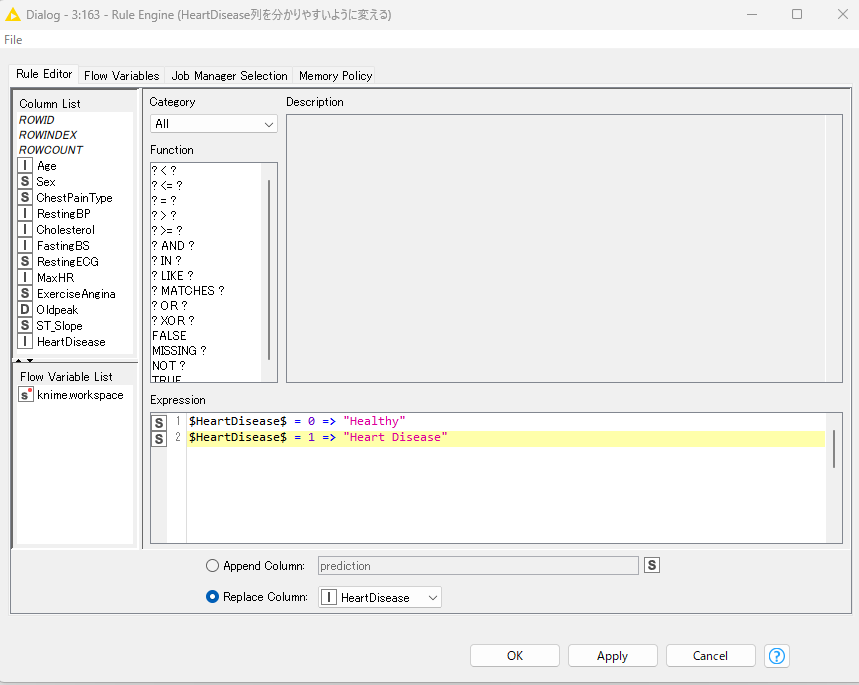 Dialog - 3:163 - Rule Engine (HeartDisease列を分かりやすいように変える)
File
Rule Editor Flow Variables Job Manager Selection Memory Policy
Column List
ROWID
ROWINDEX
ROWCOUNT
I Age
S Sex
S ChestPainType
I RestingBP
I Cholesterol
I FastingBS
S RestingECG
I MaxHR
S ExerciseAngina
D Oldpeak
S ST_Slope
I HeartDisease
Flow Variable List
s knime.workspace
Category
All
Function
? < ?
? <= ?
? = ?
? > ?
? >= ?
? AND ?
? IN ?
? LIKE ?
? MATCHES ?
? OR ?
? XOR ?
FALSE
MISSING ?
NOT ?
TRUE
Description
Expression
S 1 $HeartDisease$ = 0 => "Healthy"
S 2 $HeartDisease$ = 1 => "Heart Disease"
Append Column: prediction S
Replace Column: I HeartDisease
OK Apply Cancel ?